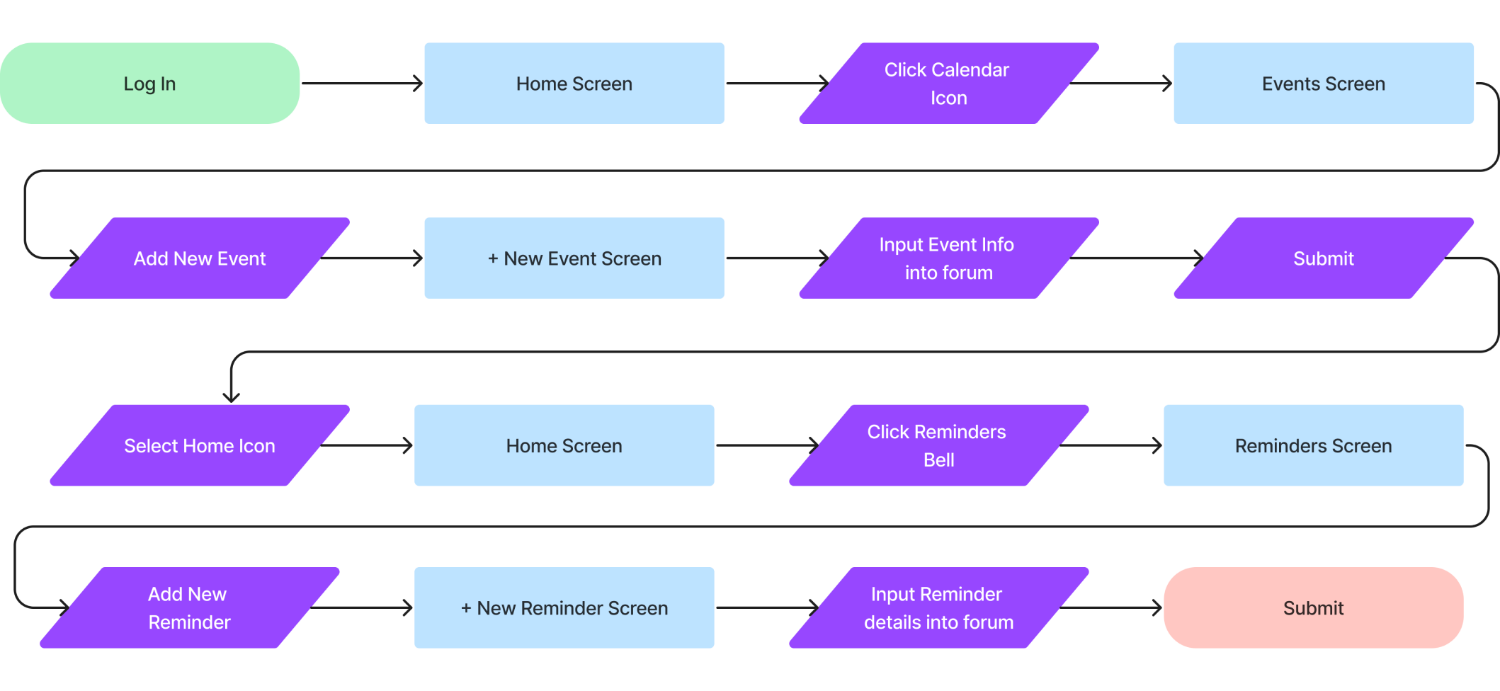 Log In
Home Screen
Click Calendar
Icon
Events Screen
Add New Event
+ New Event Screen
Input Event Info
into forum
Submit
Select Home Icon
Home Screen
Click Reminders
Bell
Reminders Screen
Add New
Reminder
+ New Reminder Screen
Input Reminder
details into forum
Submit